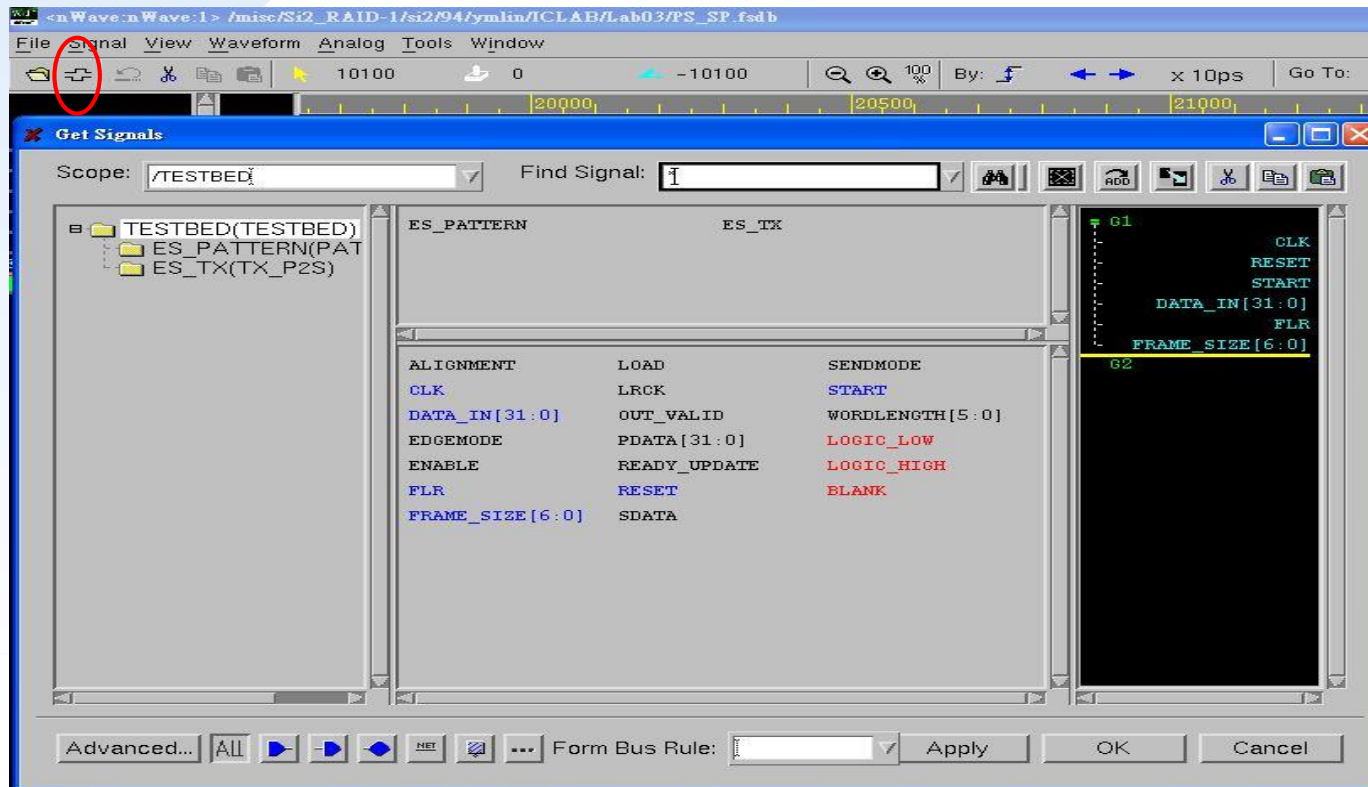 <nWave:nWave:1> /misc/Si2_RAID-1/si2/94/ymlin/ICLAB/Lab03/PS_SP.fsdb
File Signal View Waveform Analog Tools Window
10100 0 -10100 100% By: x 10ps Go To:
20000 20500 21000
Get Signals
Scope: /TESTBED Find Signal: ADD
TESTBED(TESTBED)
ES_PATTERN(PAT
ES_TX(TX_P2S)
ES_PATTERN ES_TX
ALIGNMENT LOAD SENDMODE
CLK LRCK START
DATA_IN[31:0] OUT_VALID WORDLENGTH[5:0]
EDGEMODE PDATA[31:0] LOGIC_LOW
ENABLE READY_UPDATE LOGIC_HIGH
FLR RESET BLANK
FRAME_SIZE[6:0] SDATA
G1
CLK
RESET
START
DATA_IN[31:0]
FLR
FRAME_SIZE[6:0]
G2
Advanced... All NET ... Form Bus Rule: Apply OK Cancel